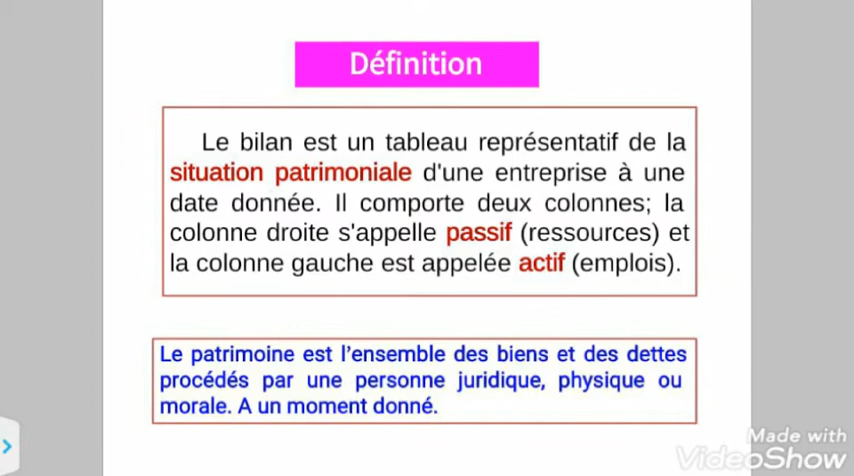 Définition
Le bilan est un tableau représentatif de la
situation patrimoniale d'une entreprise à une
date donnée. Il comporte deux colonnes; la
colonne droite s'appelle passif (ressources) et
la colonne gauche est appelée actif (emplois).
Le patrimoine est l'ensemble des biens et des dettes
procédés par une personne juridique, physique ou
morale. A un moment donné.
Made with
VideoShow